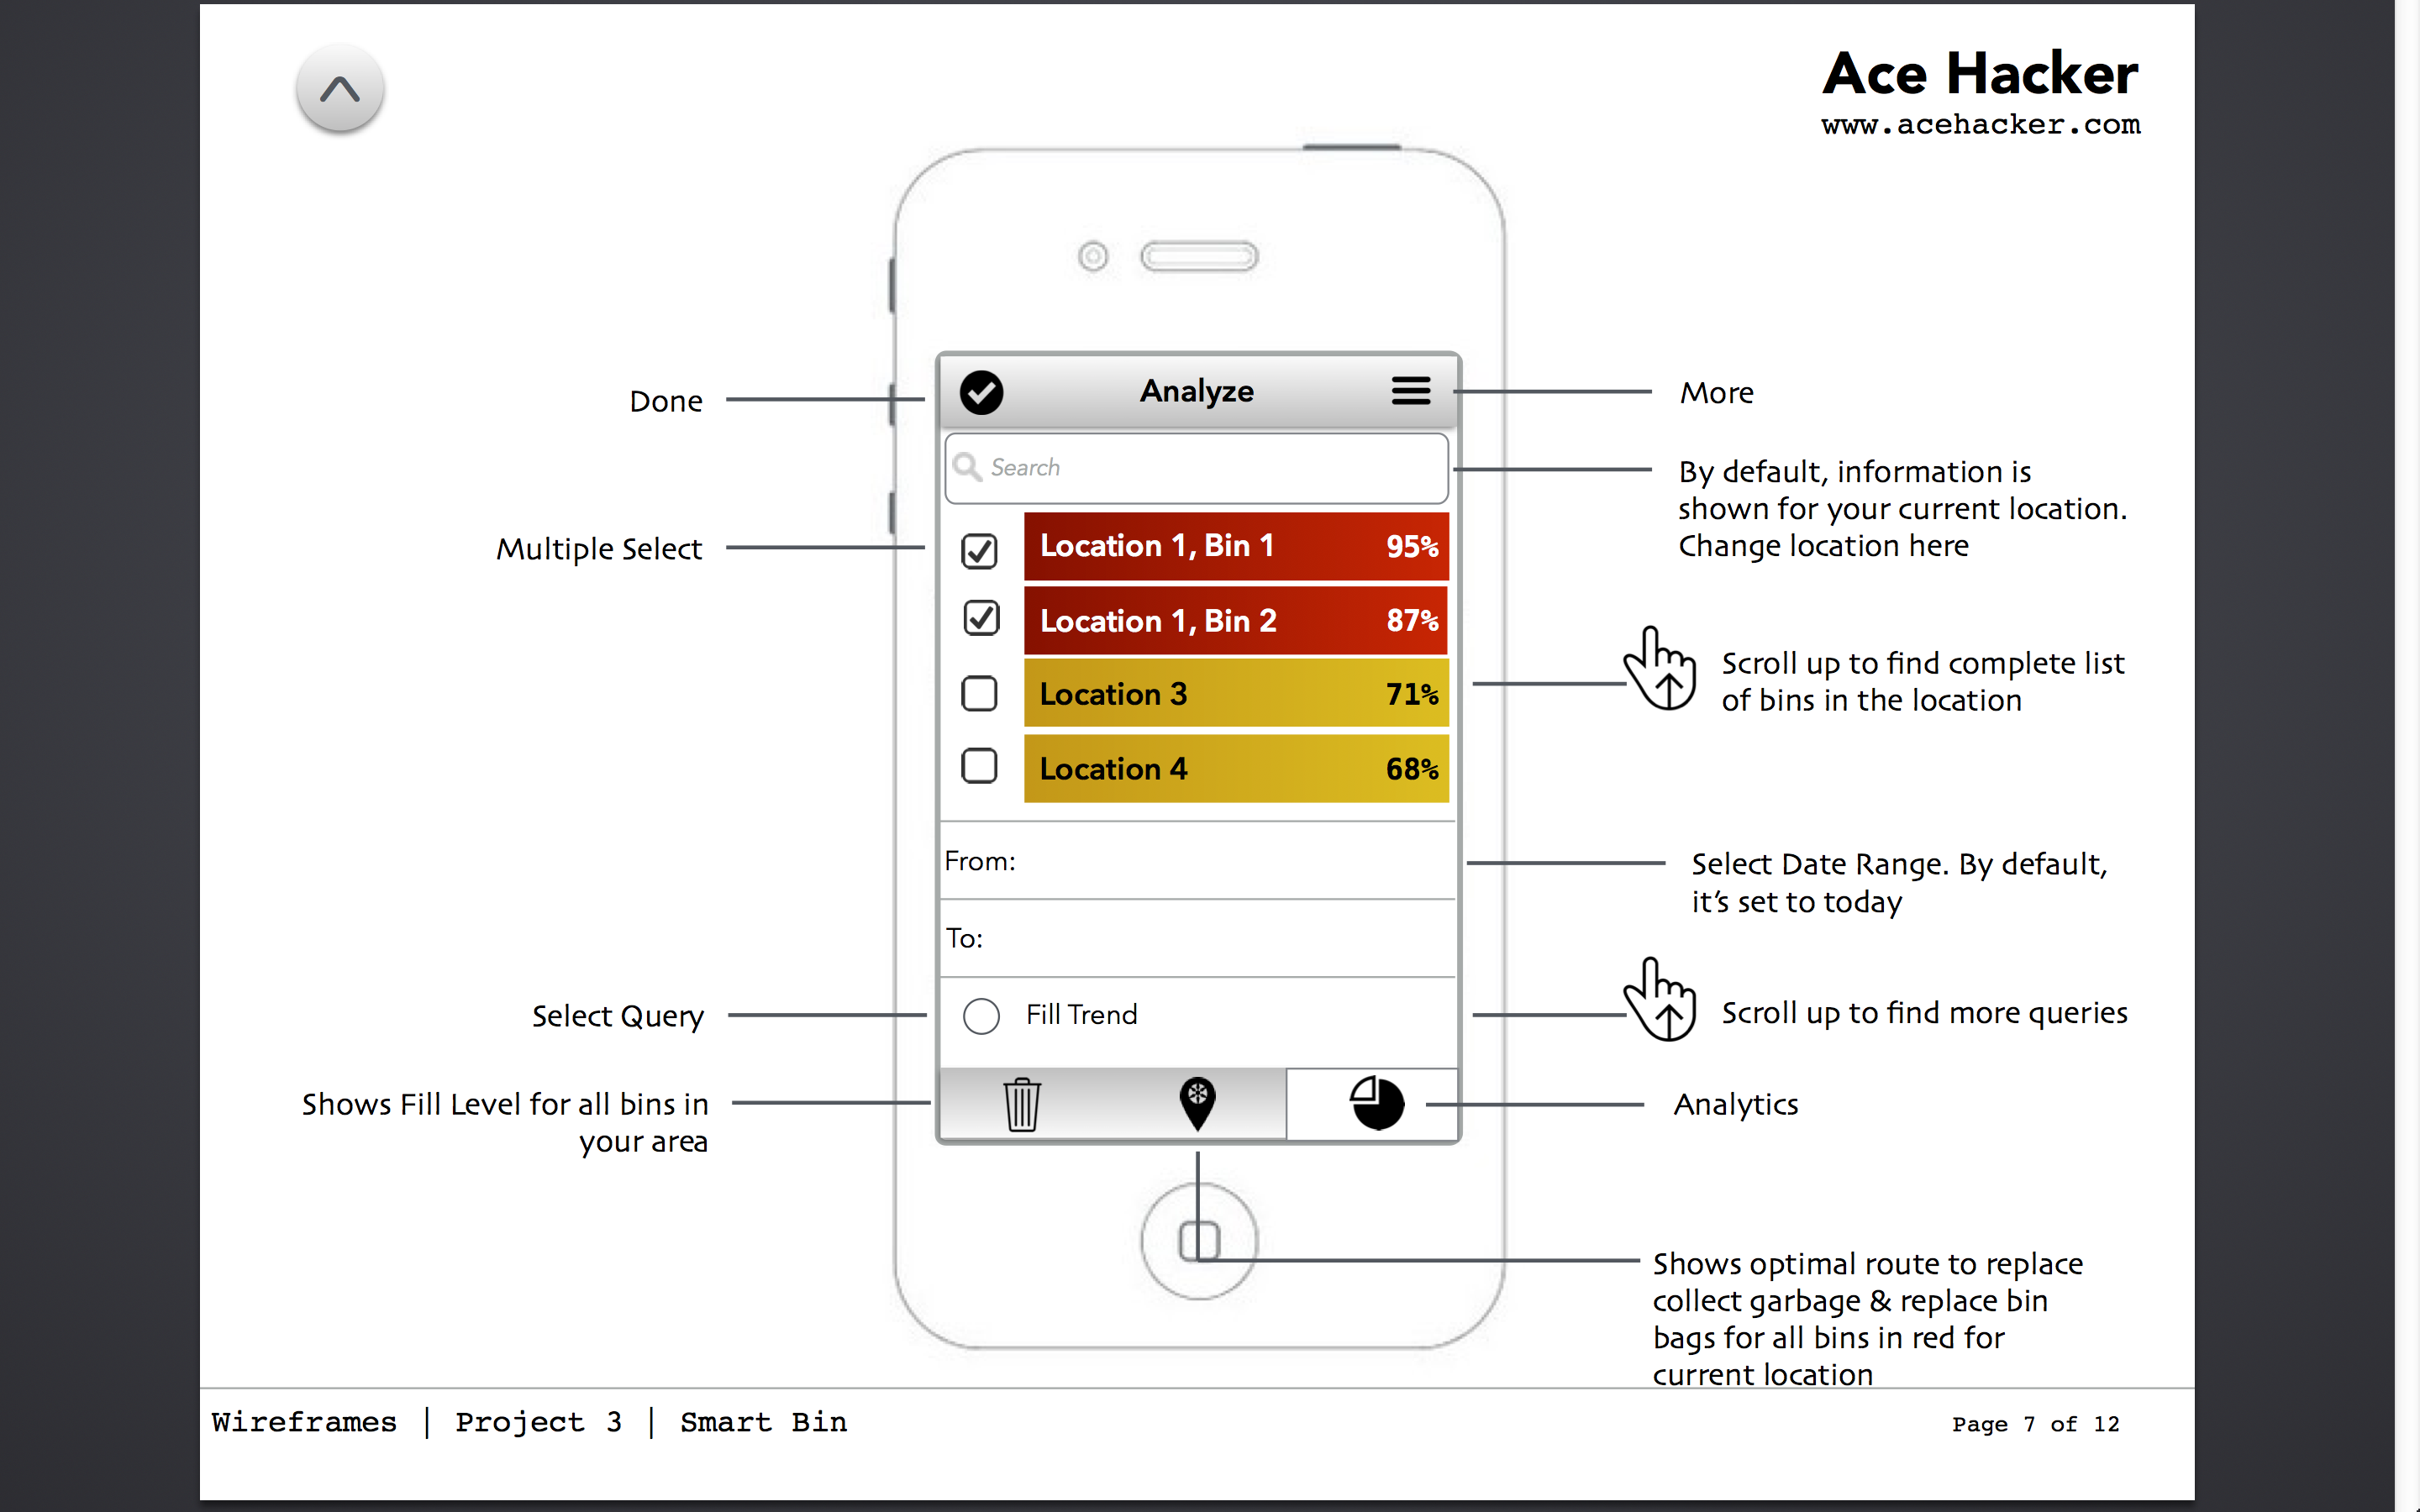 Ace Hacker
www.acehacker.com
Done
Analyze
More
Search
By default, information is
shown for your current location.
Change location here
Multiple Select
Location 1, Bin 1 95%
Location 1, Bin 2 87%
Location 3 71%
Location 4 68%
Scroll up to find complete list
of bins in the location
From:
Select Date Range. By default,
it's set to today
To:
Select Query
Fill Trend
Scroll up to find more queries
Shows Fill Level for all bins in
your area
Analytics
Shows optimal route to replace
collect garbage & replace bin
bags for all bins in red for
current location
Wireframes | Project 3 | Smart Bin
Page 7 of 12